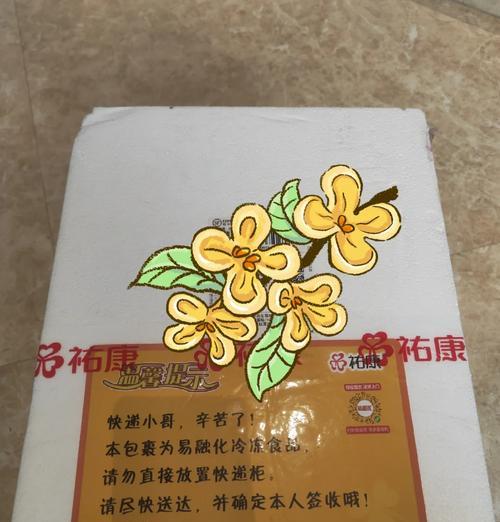 祐康
祐康
温馨提示
祐康
快递小哥，辛苦了！
本包裹为易融化冷冻食品，
请勿直接放置快递柜。
请尽快送达，并确定本人签收哦！